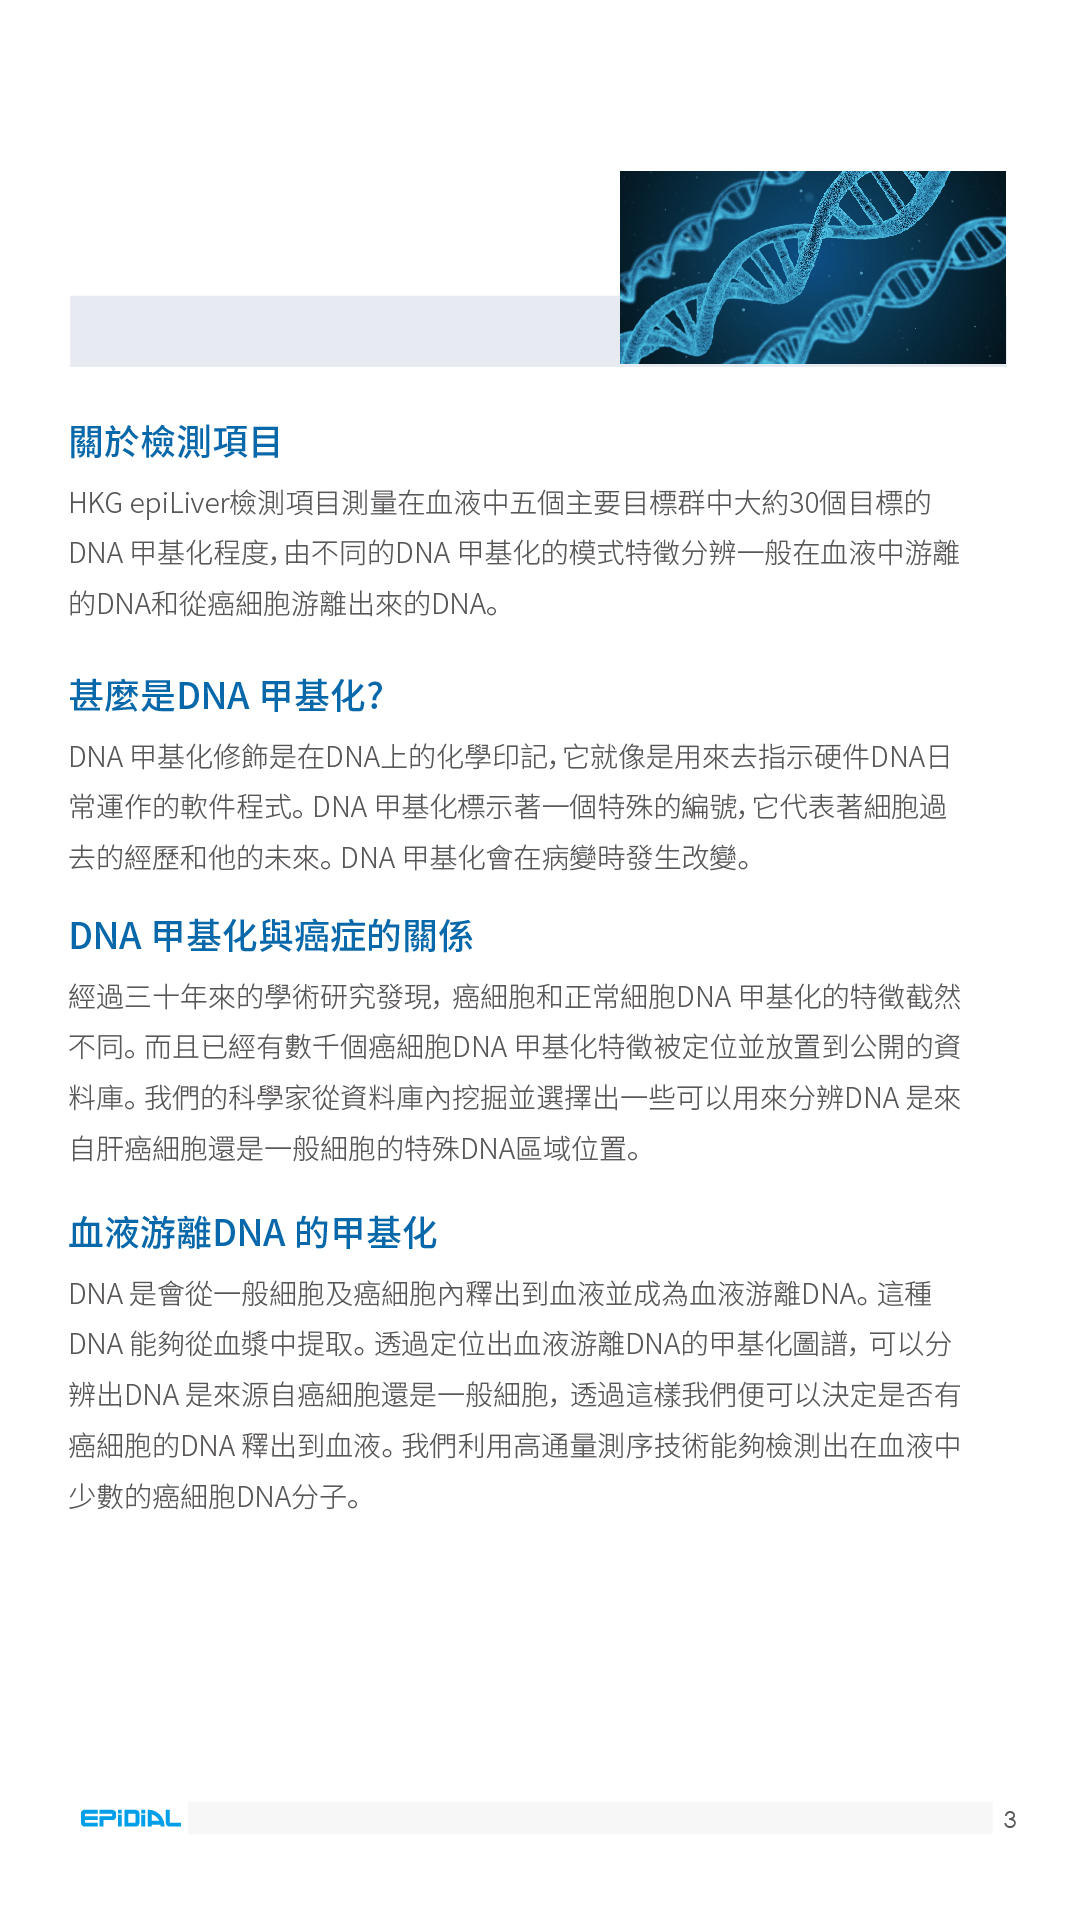 關於檢測項目
HKG epiLiver檢測項目測量在血液中五個主要目標群中大約30個目標的
DNA 甲基化程度，由不同的DNA 甲基化的模式特徵分辨一般在血液中游離
的DNA和從癌細胞游離出來的DNA。
甚麼是DNA 甲基化?
DNA 甲基化修飾是在DNA上的化學印記，它就像是用來去指示硬件DNA日
常運作的軟件程式。DNA 甲基化標示著一個特殊的編號，它代表著細胞過
去的經歷和他的未來。DNA 甲基化會在病變時發生改變。
DNA 甲基化與癌症的關係
經過三十年來的學術研究發現，癌細胞和正常細胞DNA 甲基化的特徵截然
不同。而且已經有數千個癌細胞DNA 甲基化特徵被定位並放置到公開的資
料庫。我們的科學家從資料庫內挖掘並選擇出一些可以用來分辨DNA 是來
自肝癌細胞還是一般細胞的特殊DNA區域位置。
血液游離DNA 的甲基化
DNA 是會從一般細胞及癌細胞內釋出到血液並成為血液游離DNA。這種
DNA 能夠從血漿中提取。透過定位出血液游離DNA的甲基化圖譜，可以分
辨出DNA 是來源自癌細胞還是一般細胞，透過這樣我們便可以決定是否有
癌細胞的DNA 釋出到血液。我們利用高通量測序技術能夠檢測出在血液中
少數的癌細胞DNA分子。
EPIDIAL
3